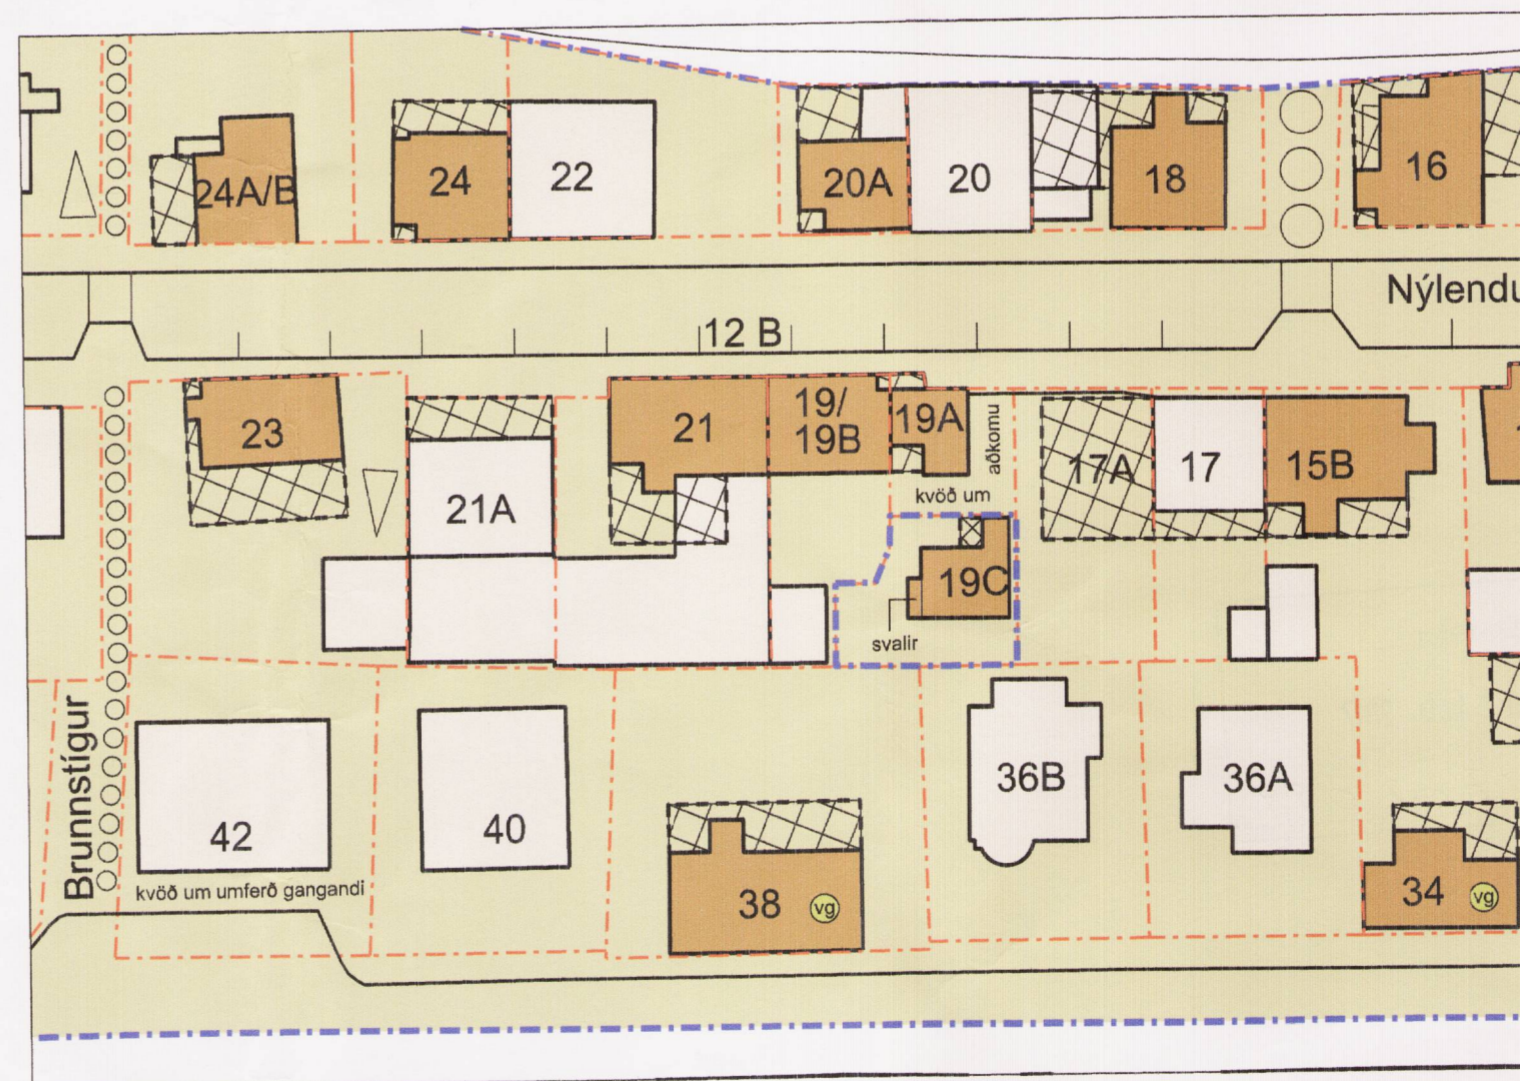 24A/B
24
22
20A
20
18
16
Nýlendu
12 B
23
21A
21
19/
19B
19A
aðkomu
kvöð um
17A
17
15B
19C
svalir
Brunnstígur
42
40
38
vg
36B
36A
34
vg
kvöð um umferð gangandi